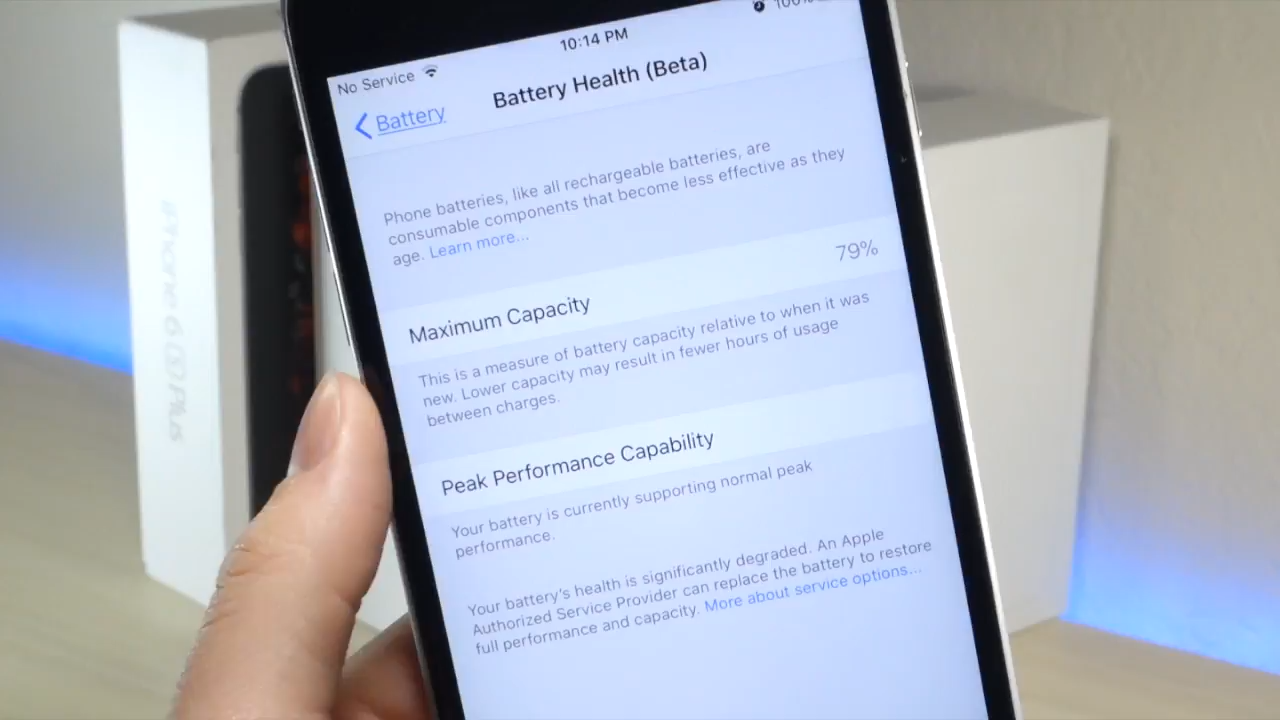 10:14 PM
No Service
Battery Health (Beta)
Battery
Phone batteries, like all rechargeable batteries, are
consumable components that become less effective as they
age. Learn more...
79%
Maximum Capacity
This is a measure of battery capacity relative to when it was
new. Lower capacity may result in fewer hours of usage
between charges.
Peak Performance Capability
Your battery is currently supporting normal peak
performance.
Your battery's health is significantly degraded. An Apple
Authorized Service Provider can replace the battery to restore
full performance and capacity. More about service options...
iPhone 6 S Plus